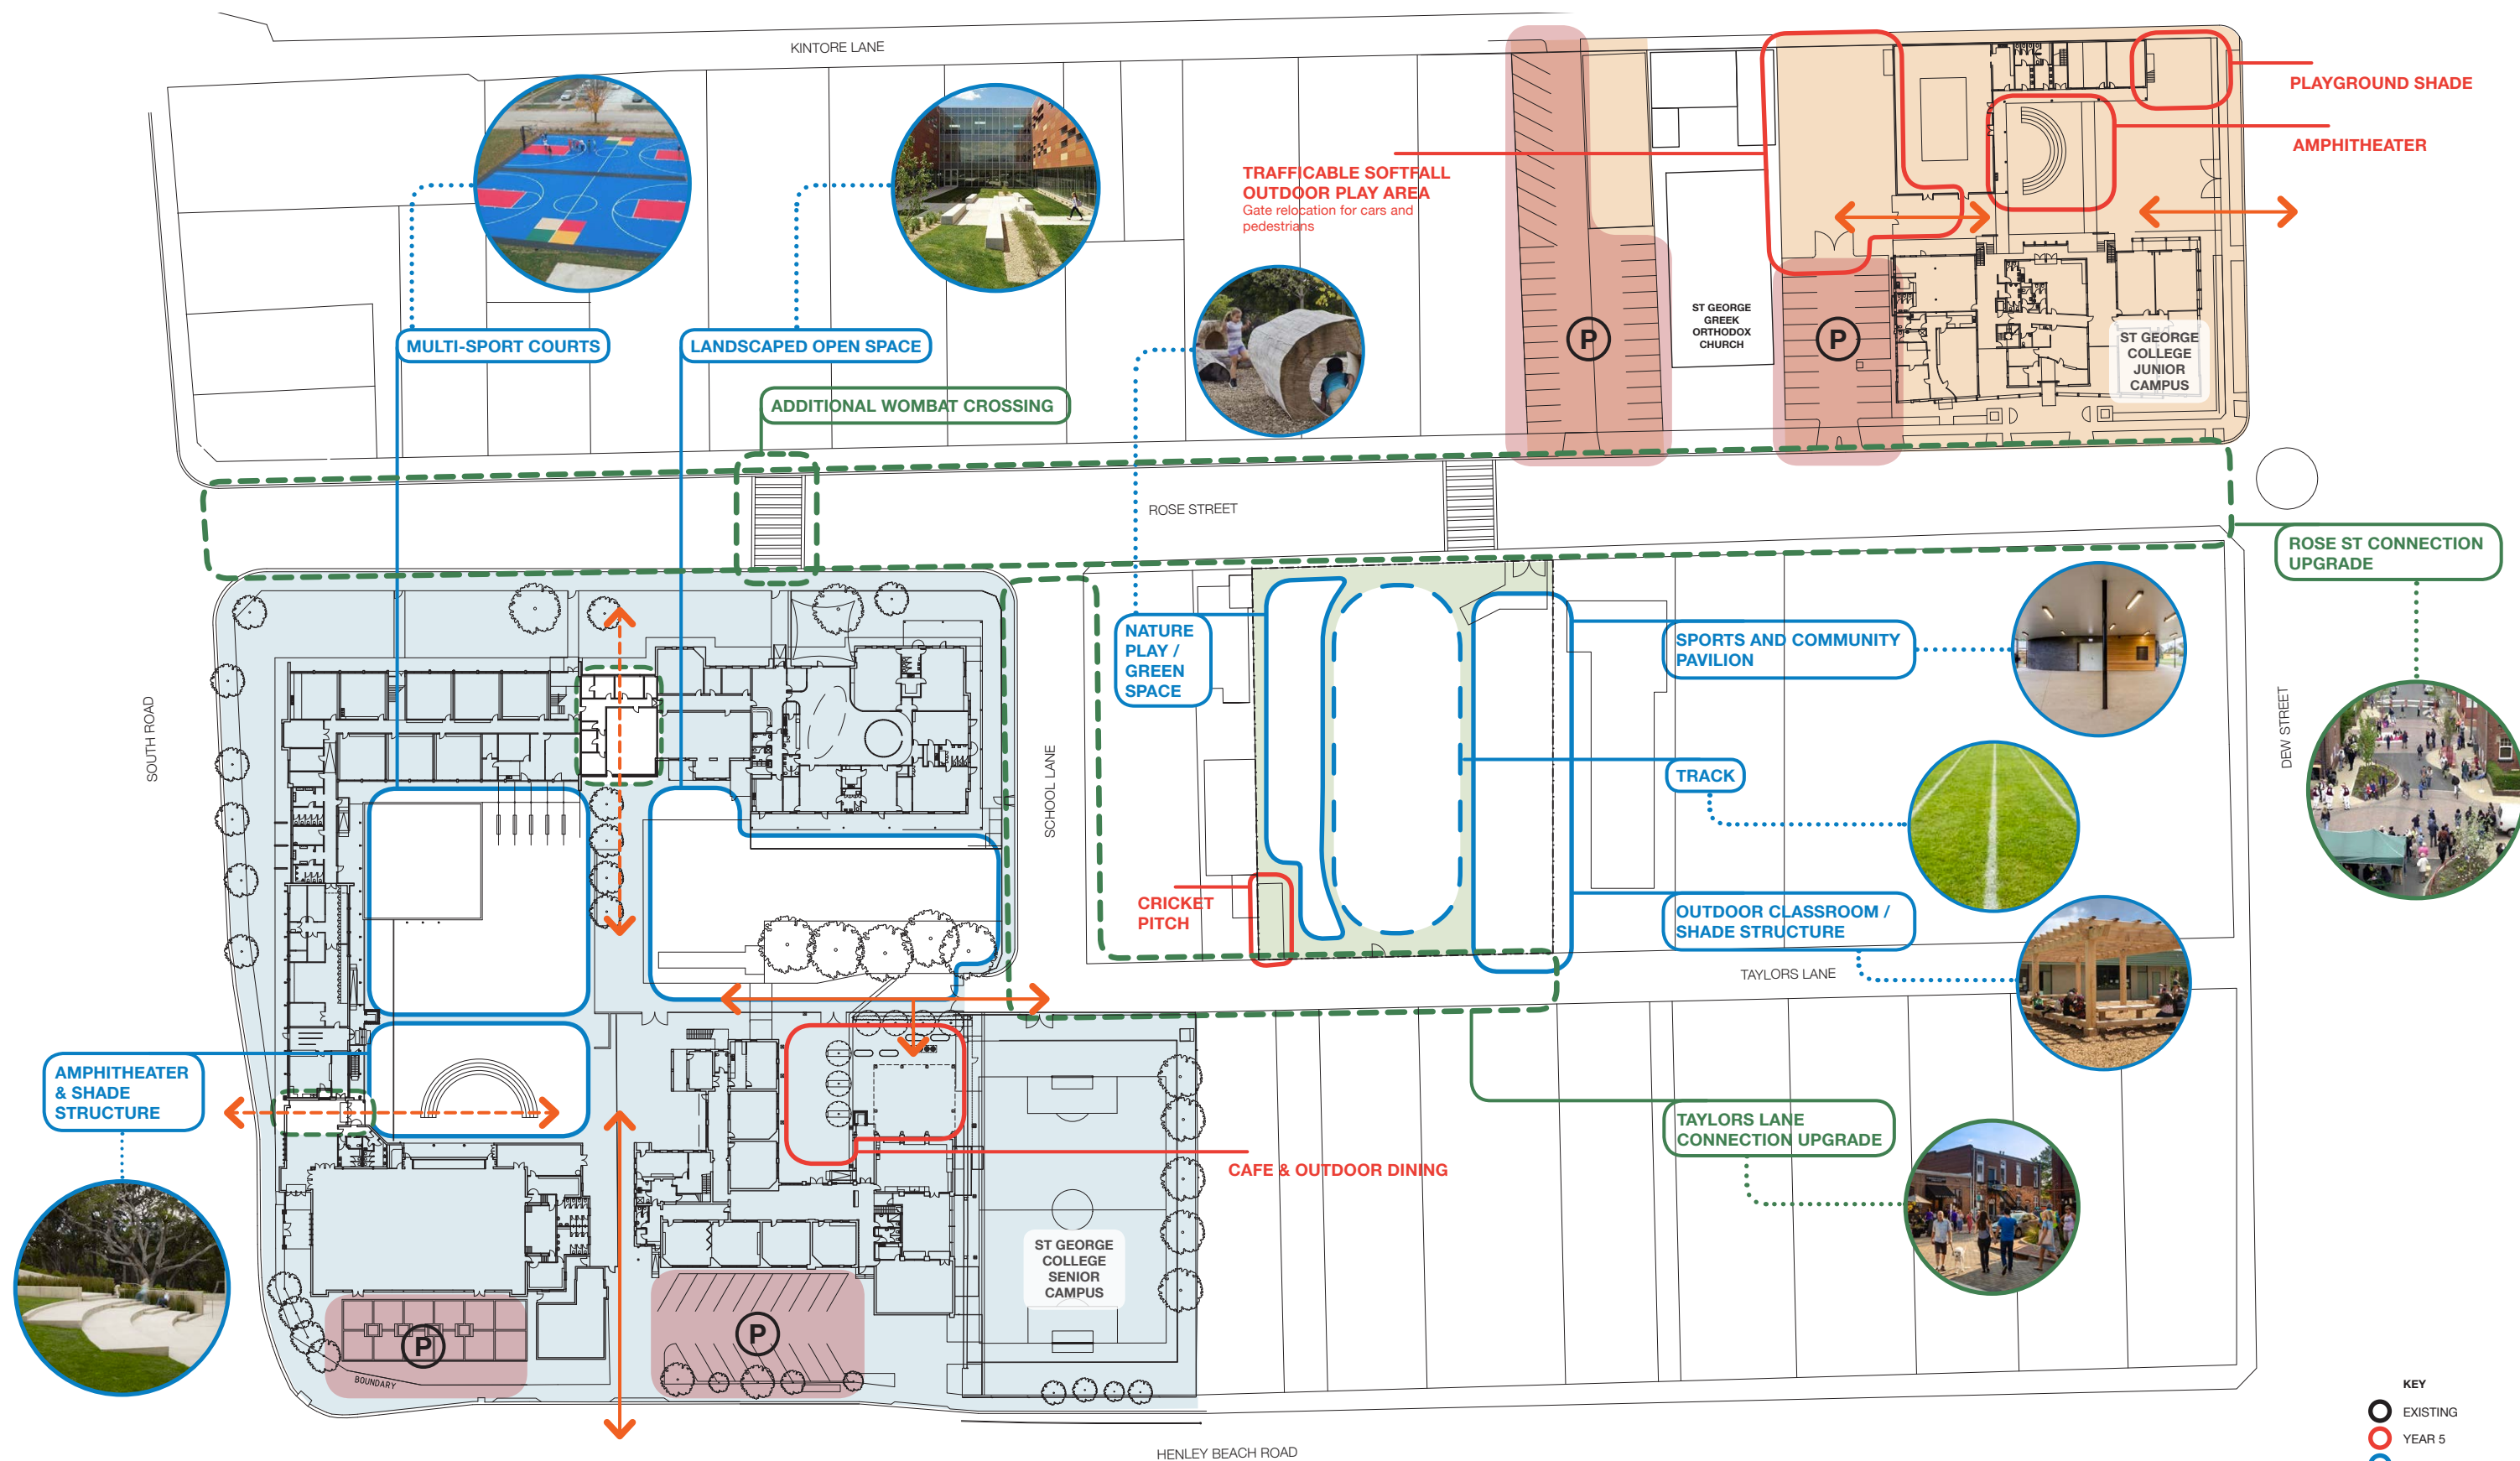 KINTORE LANE
PLAYGROUND SHADE
AMPHITHEATER
TRAFFICABLE SOFTFALL
OUTDOOR PLAY AREA
Gate relocation for cars and
pedestrians
MULTI-SPORT COURTS
LANDSCAPED OPEN SPACE
ADDITIONAL WOMBAT CROSSING
P
ST GEORGE
GREEK
ORTHODOX
CHURCH
P
ST GEORGE
COLLEGE
JUNIOR
CAMPUS
ROSE STREET
ROSE ST CONNECTION
UPGRADE
NATURE
PLAY /
GREEN
SPACE
SPORTS AND COMMUNITY
PAVILION
SOUTH ROAD
SCHOOL LANE
DEW STREET
TRACK
CRICKET
PITCH
OUTDOOR CLASSROOM /
SHADE STRUCTURE
TAYLORS LANE
AMPHITHEATER
& SHADE
STRUCTURE
TAYLORS LANE
CONNECTION UPGRADE
CAFE & OUTDOOR DINING
ST GEORGE
COLLEGE
SENIOR
CAMPUS
P
P
BOUNDARY
HENLEY BEACH ROAD
KEY
EXISTING
YEAR 5